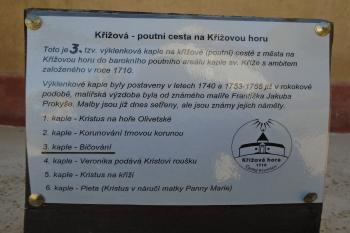 Křížová - poutní cesta na Křížovou horu
Toto je 3. tzv. výklenková kaple na křížové (poutní) cestě z města na
Křížovou horu do barokního poutního areálu kaple sv. Kříže s ambitem
založeného v roce 1710.
Výklenkové kaple byly postaveny v letech 1740 a 1753-1755 již v rokokové
podobě, malířská výzdoba byla od známého malíře Františka Jakuba
Prokyše. Malby jsou již dnes setřeny, ale jsou známy jejich náměty.
1. kaple - Kristus na hoře Olivetské
2. kaple - Korunování trnovou korunou
3. kaple - Bičování
4. kaple - Veronika podává Kristovi roušku
5. kaple - Kristus na kříži
6. kaple - Pieta (Kristus v náručí matky Panny Marie)
Křížová hora
1710
Český Krumlov